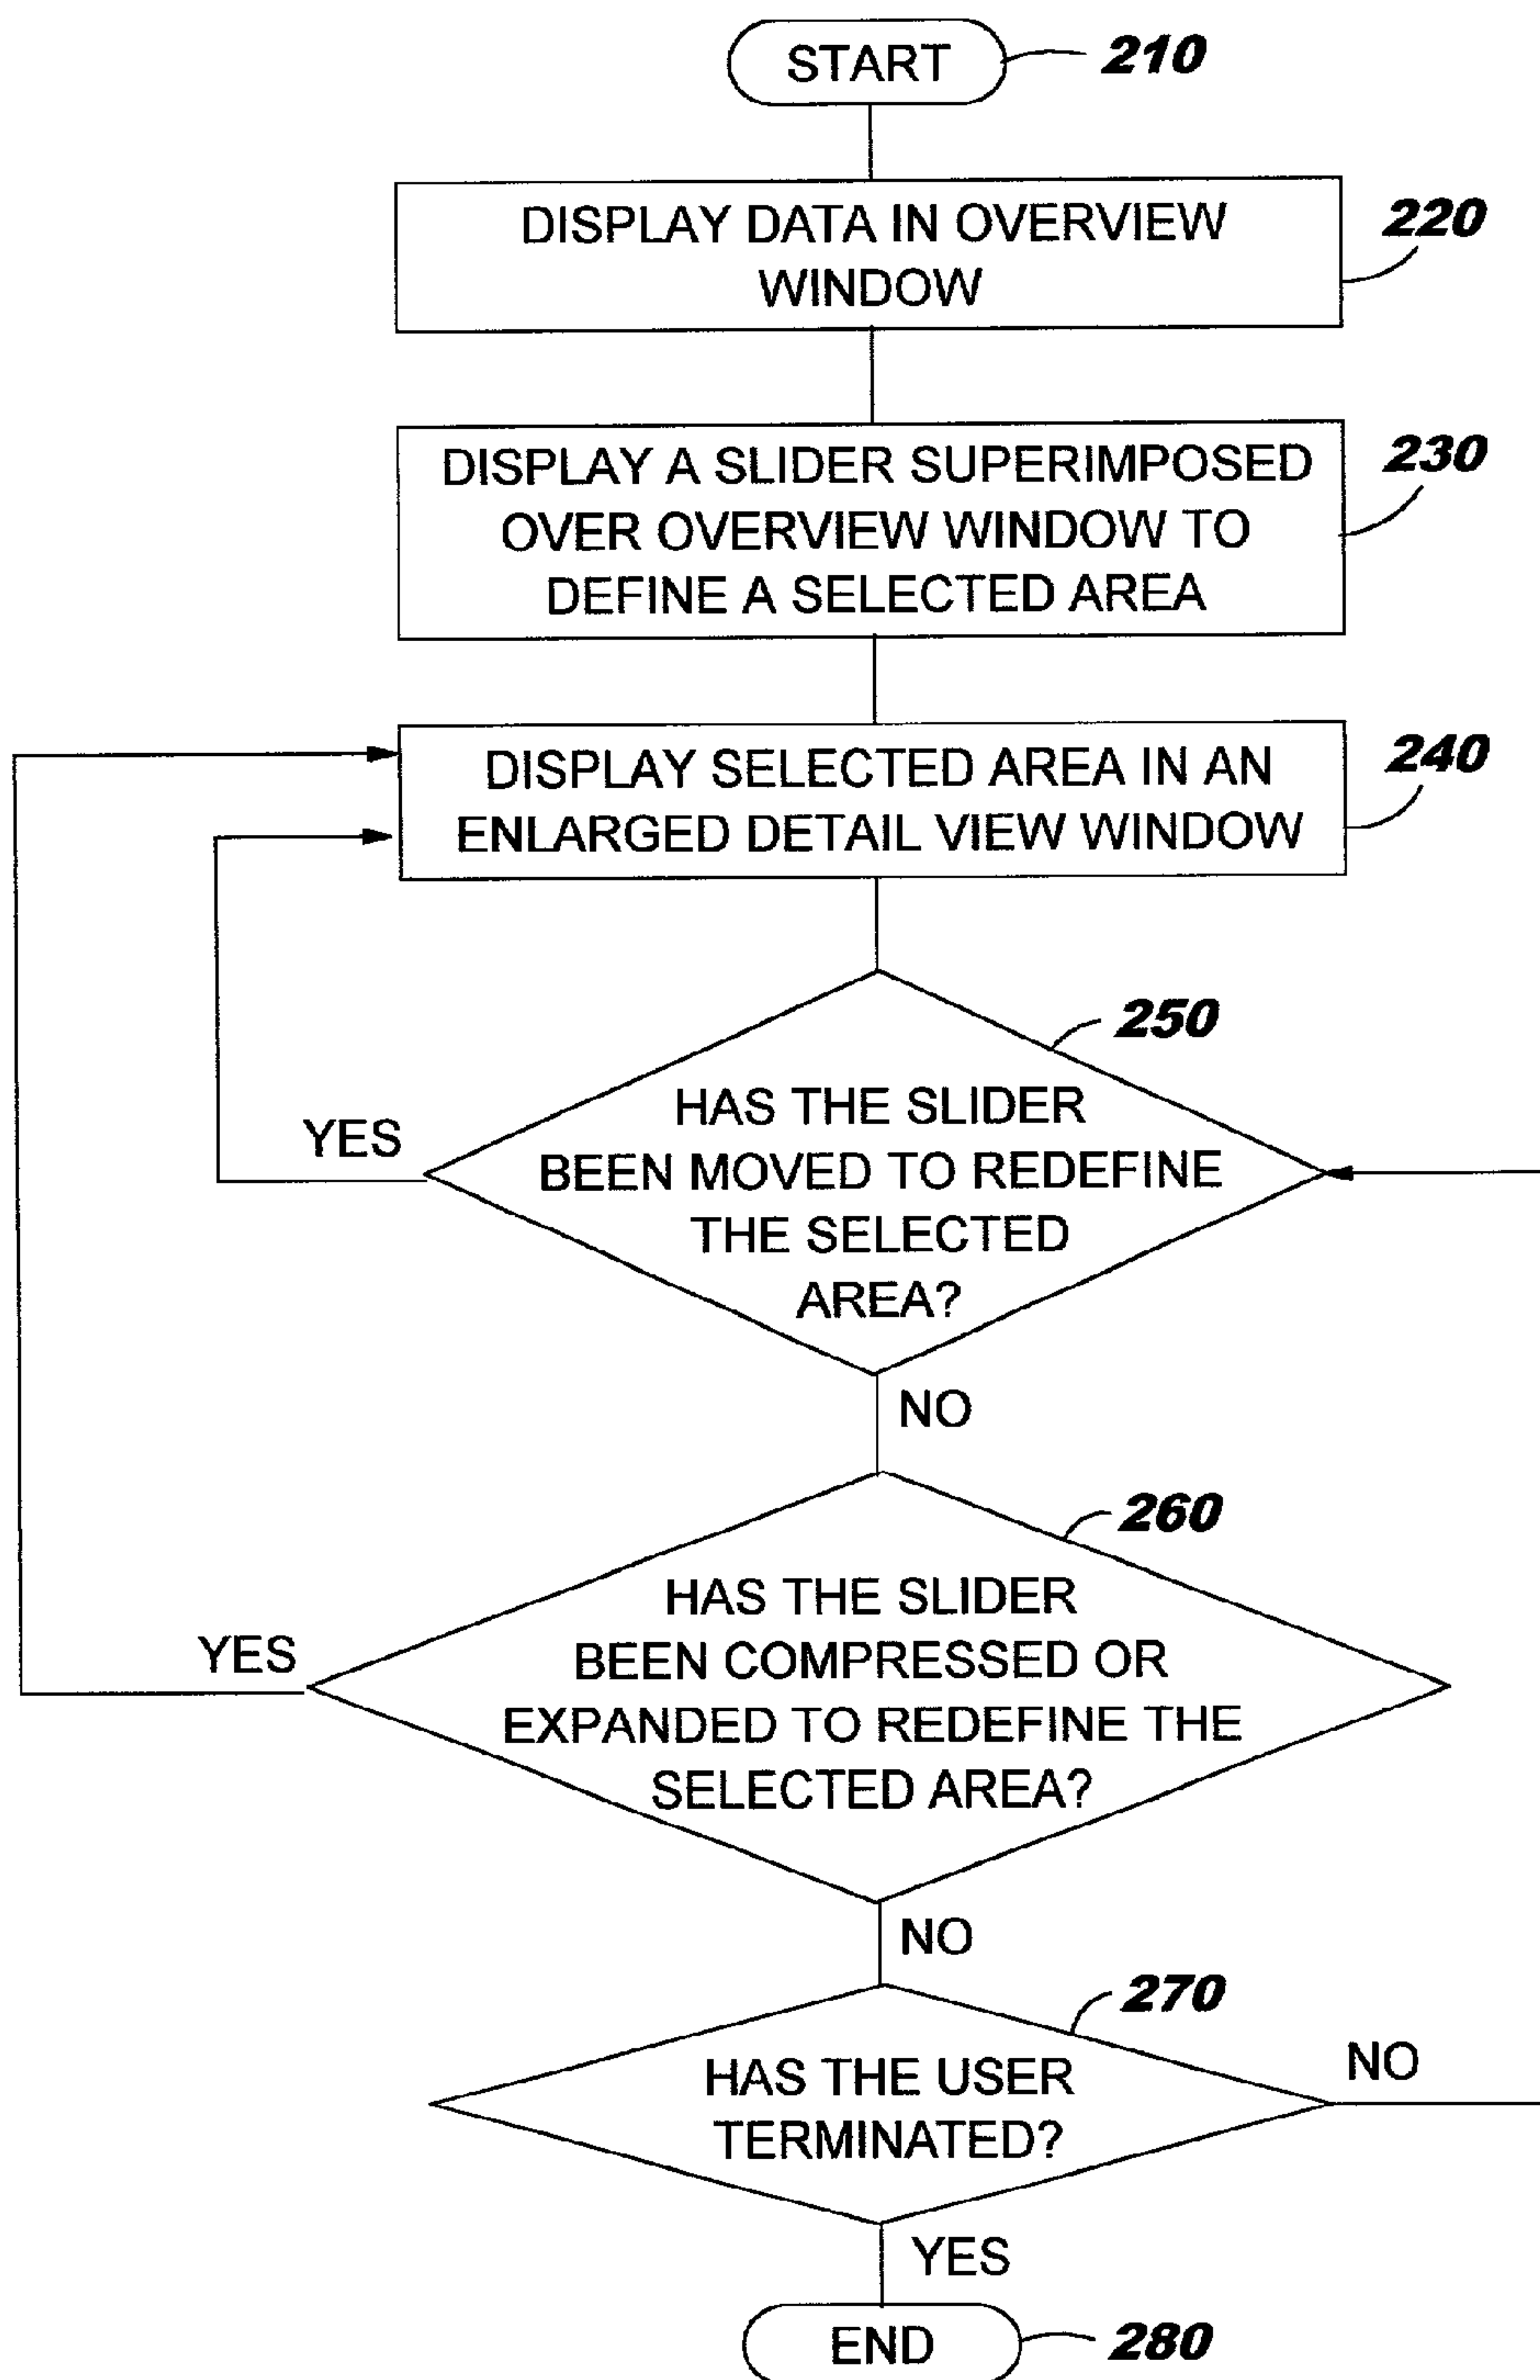 START
210
DISPLAY DATA IN OVERVIEW
WINDOW
220
DISPLAY A SLIDER SUPERIMPOSED
OVER OVERVIEW WINDOW TO
DEFINE A SELECTED AREA
230
DISPLAY SELECTED AREA IN AN
ENLARGED DETAIL VIEW WINDOW
240
250
HAS THE SLIDER
BEEN MOVED TO REDEFINE
THE SELECTED
AREA?
YES
NO
260
HAS THE SLIDER
BEEN COMPRESSED OR
EXPANDED TO REDEFINE THE
SELECTED AREA?
YES
NO
270
HAS THE USER
TERMINATED?
NO
YES
END
280